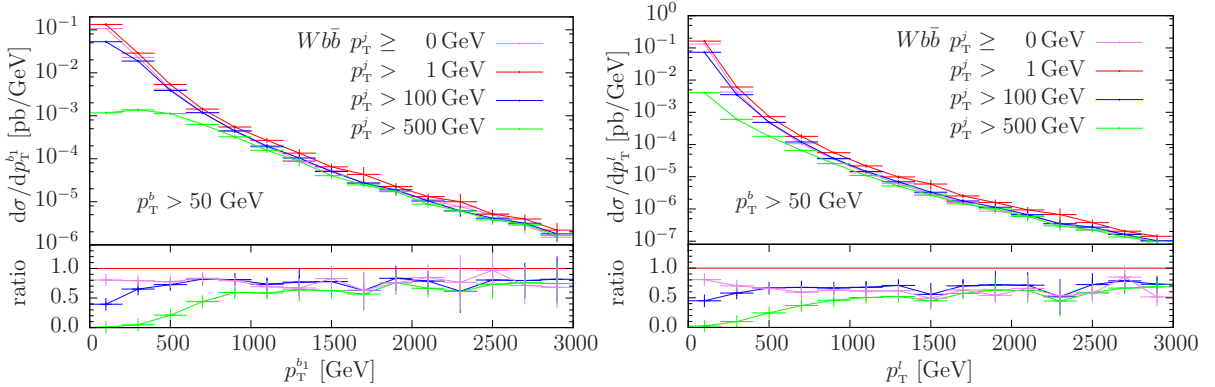 dσ/dp_T^{b_1} [pb/GeV]
10^{-1}
10^{-2}
10^{-3}
10^{-4}
10^{-5}
10^{-6}
Wbb̄ p_T^j ≥ 0 GeV
p_T^j > 1 GeV
p_T^j > 100 GeV
p_T^j > 500 GeV
p_T^b > 50 GeV
ratio
1.0
0.5
0.0
0 500 1000 1500 2000 2500 3000
p_T^{b_1} [GeV]
dσ/dp_T^l [pb/GeV]
10^0
10^{-1}
10^{-2}
10^{-3}
10^{-4}
10^{-5}
10^{-6}
10^{-7}
Wbb̄ p_T^j ≥ 0 GeV
p_T^j > 1 GeV
p_T^j > 100 GeV
p_T^j > 500 GeV
p_T^b > 50 GeV
ratio
1.0
0.5
0.0
0 500 1000 1500 2000 2500 3000
p_T^l [GeV]